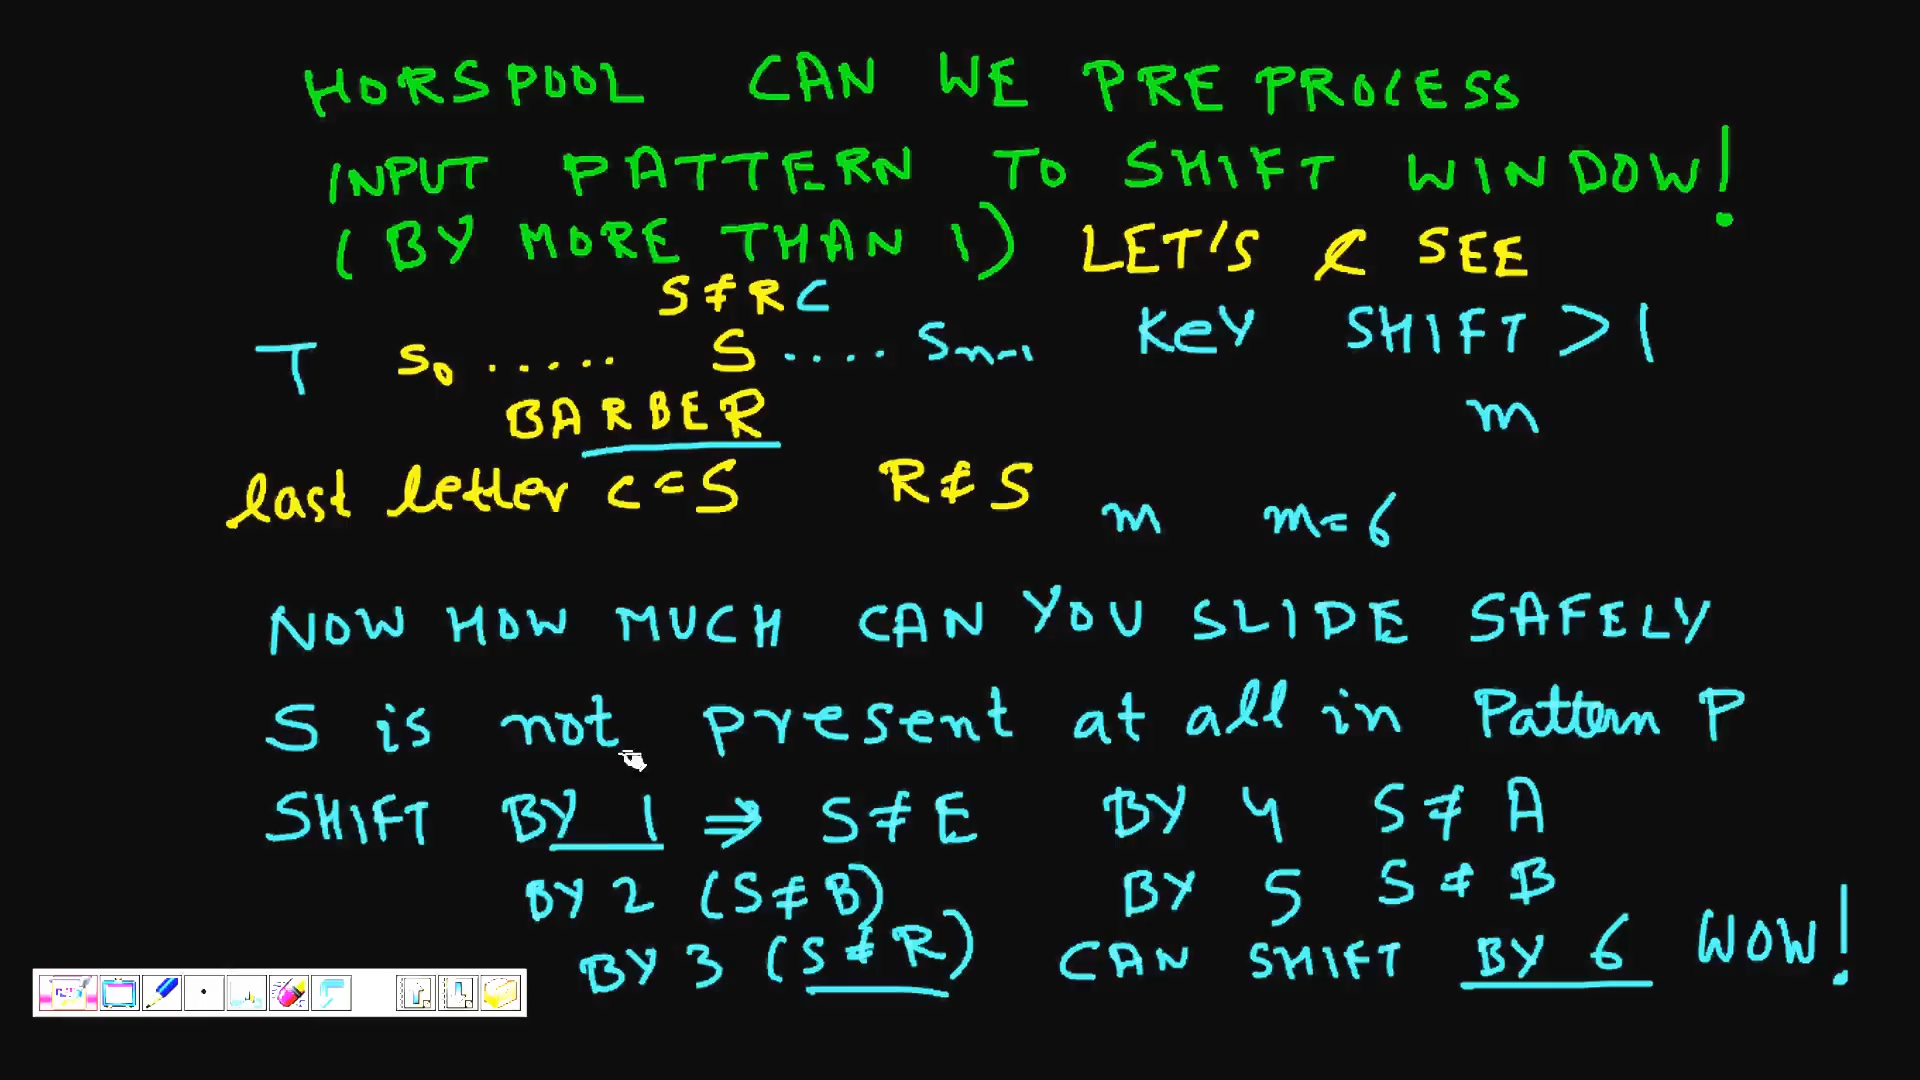 HORSPOOL CAN WE PREPROCESS
INPUT PATTERN TO SHIFT WINDOW!
(BY MORE THAN 1) LET'S SEE
S ≠ R C
T S0 ..... S .... Sn-1 KEY SHIFT > 1
BARBER m
last letter c = S R ≠ S
m m = 6
NOW HOW MUCH CAN YOU SLIDE SAFELY
S is not present at all in Pattern P
SHIFT BY 1 ⇒ S ≠ E BY 4 S ≠ A
BY 2 (S ≠ B) BY 5 S ≠ B
BY 3 (S ≠ R) CAN SHIFT BY 6 WOW!